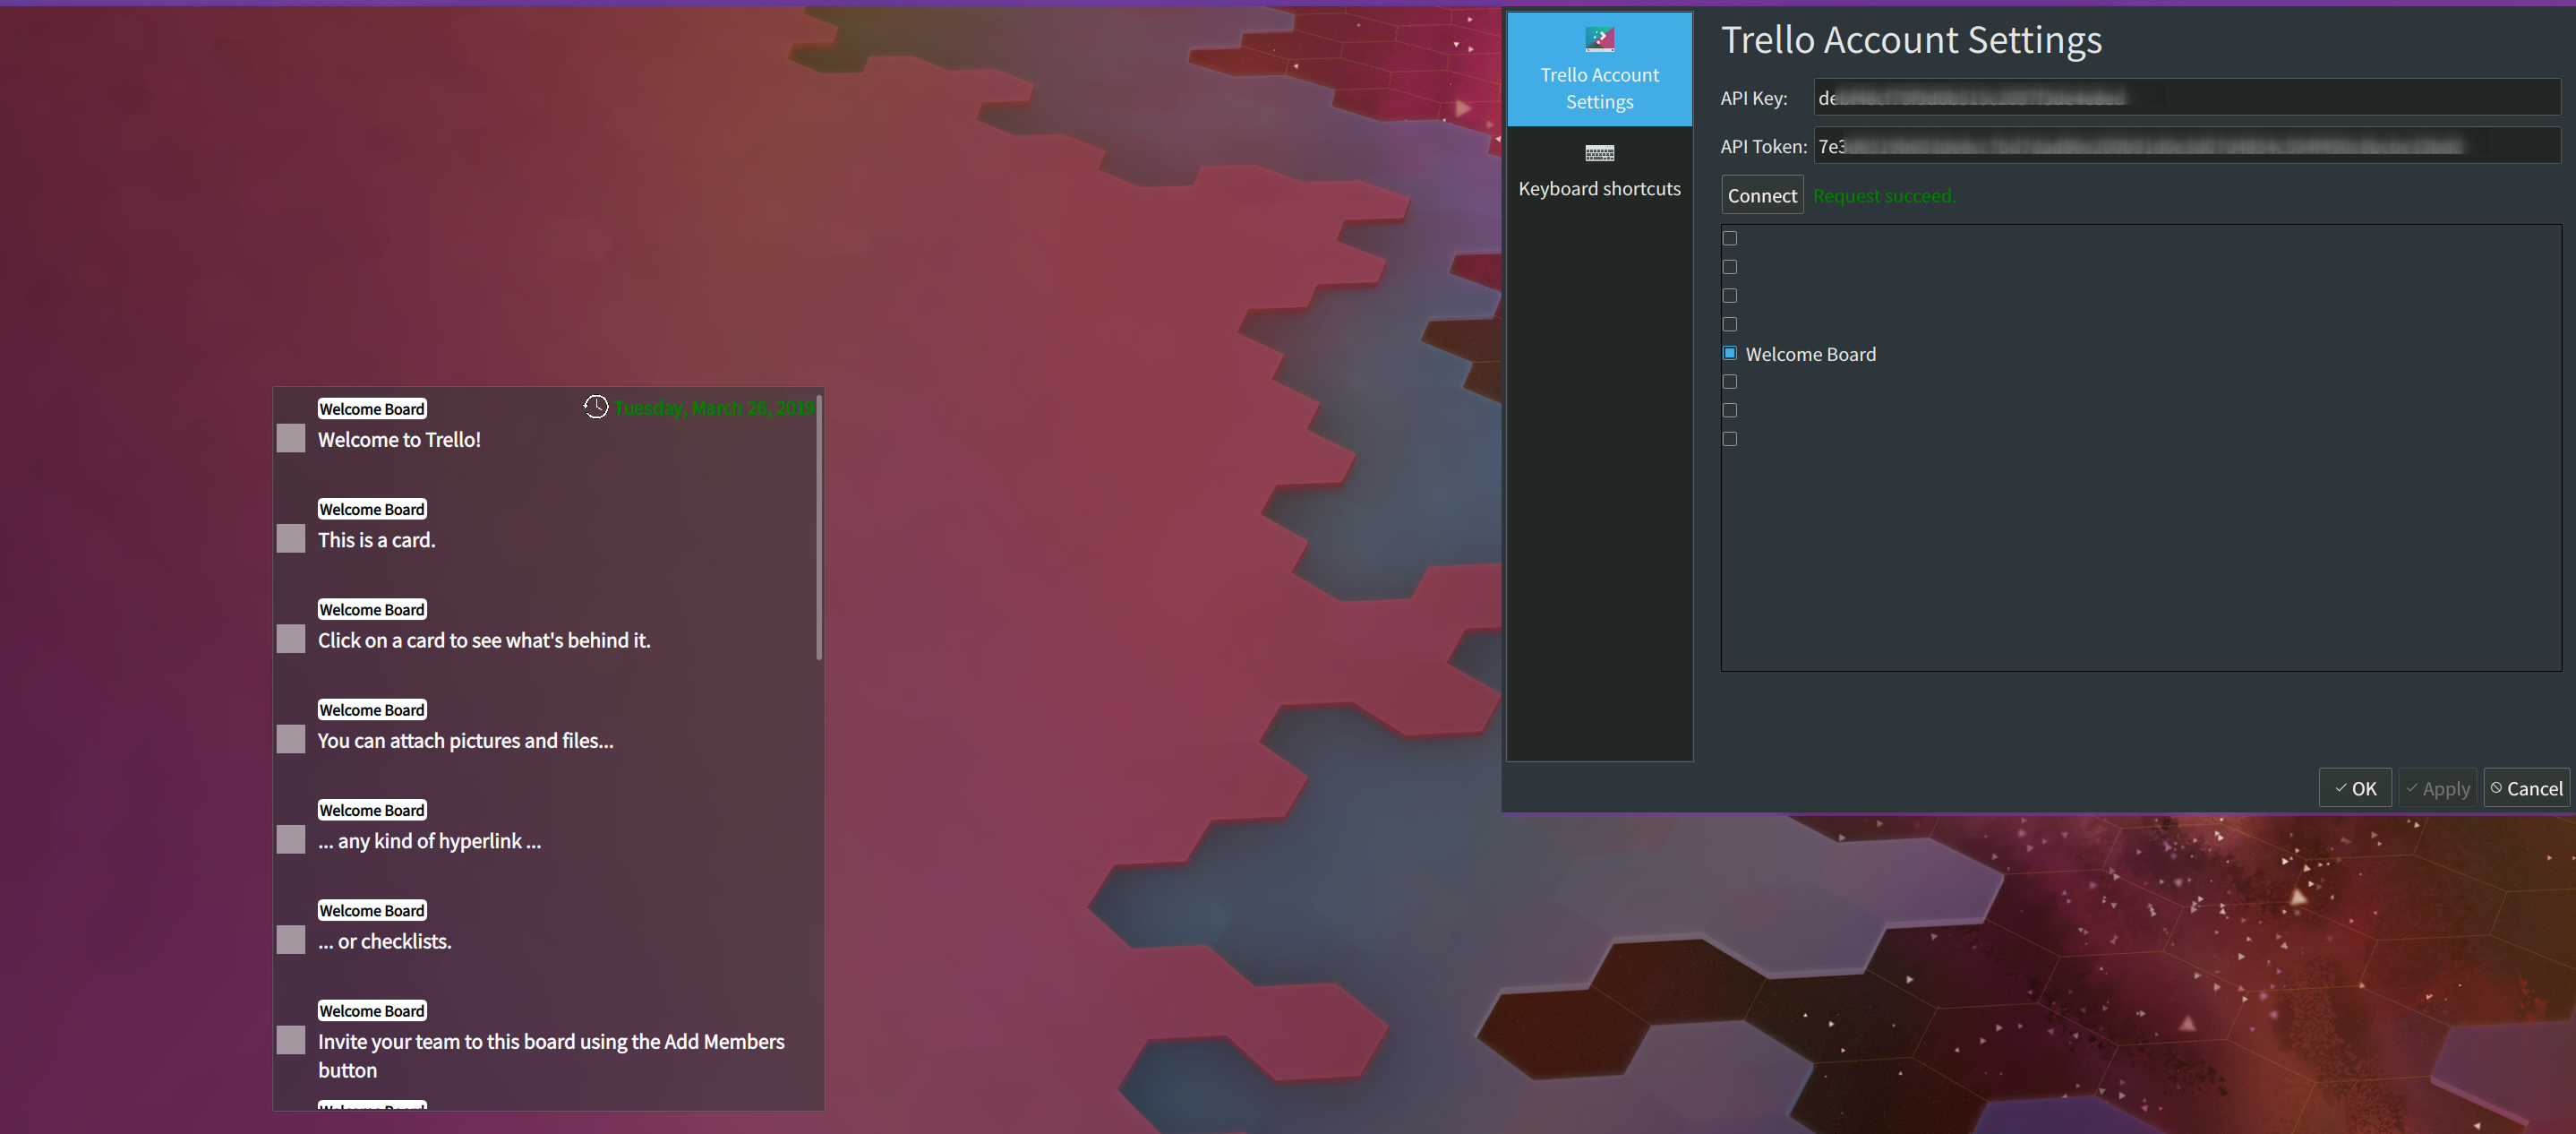 Welcome Board
Tuesday, March 26, 2019
Welcome to Trello!
Welcome Board
This is a card.
Welcome Board
Click on a card to see what's behind it.
Welcome Board
You can attach pictures and files...
Welcome Board
... any kind of hyperlink ...
Welcome Board
... or checklists.
Welcome Board
Invite your team to this board using the Add Members
button
Welcome Board
Trello Account
Settings
Keyboard shortcuts
Trello Account Settings
API Key: de
API Token: 7e3
Connect Request succeed.
Welcome Board
OK Apply Cancel